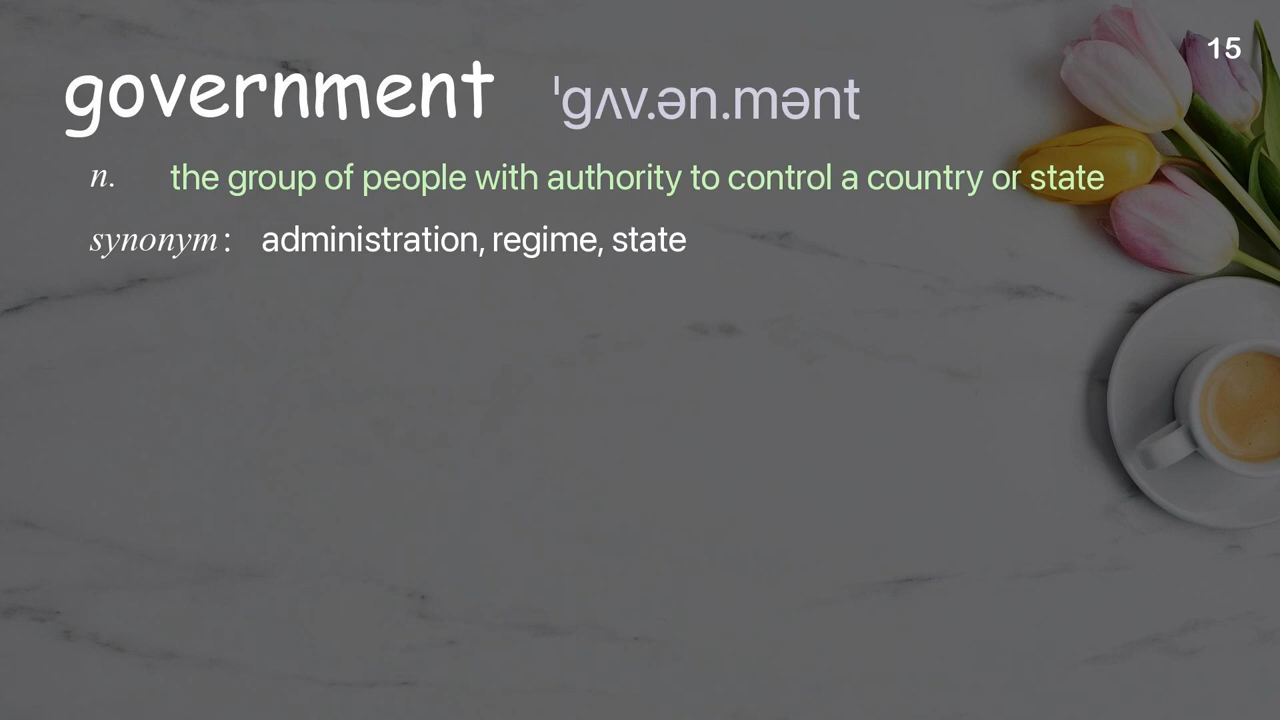 15
government ˈgʌv.ən.mənt
n. the group of people with authority to control a country or state
synonym : administration, regime, state